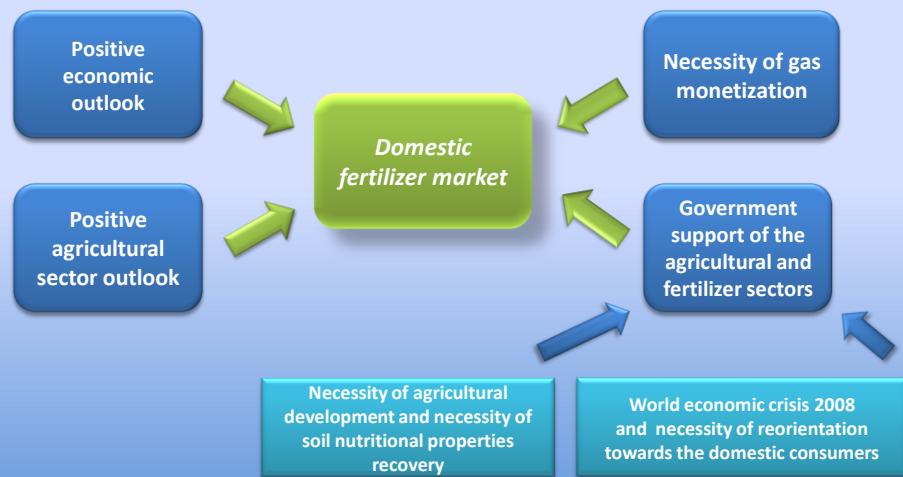 Positive
economic
outlook
Necessity of gas
monetization
Domestic
fertilizer market
Positive
agricultural
sector outlook
Government
support of the
agricultural and
fertilizer sectors
Necessity of agricultural
development and necessity of
soil nutritional properties
recovery
World economic crisis 2008
and necessity of reorientation
towards the domestic consumers